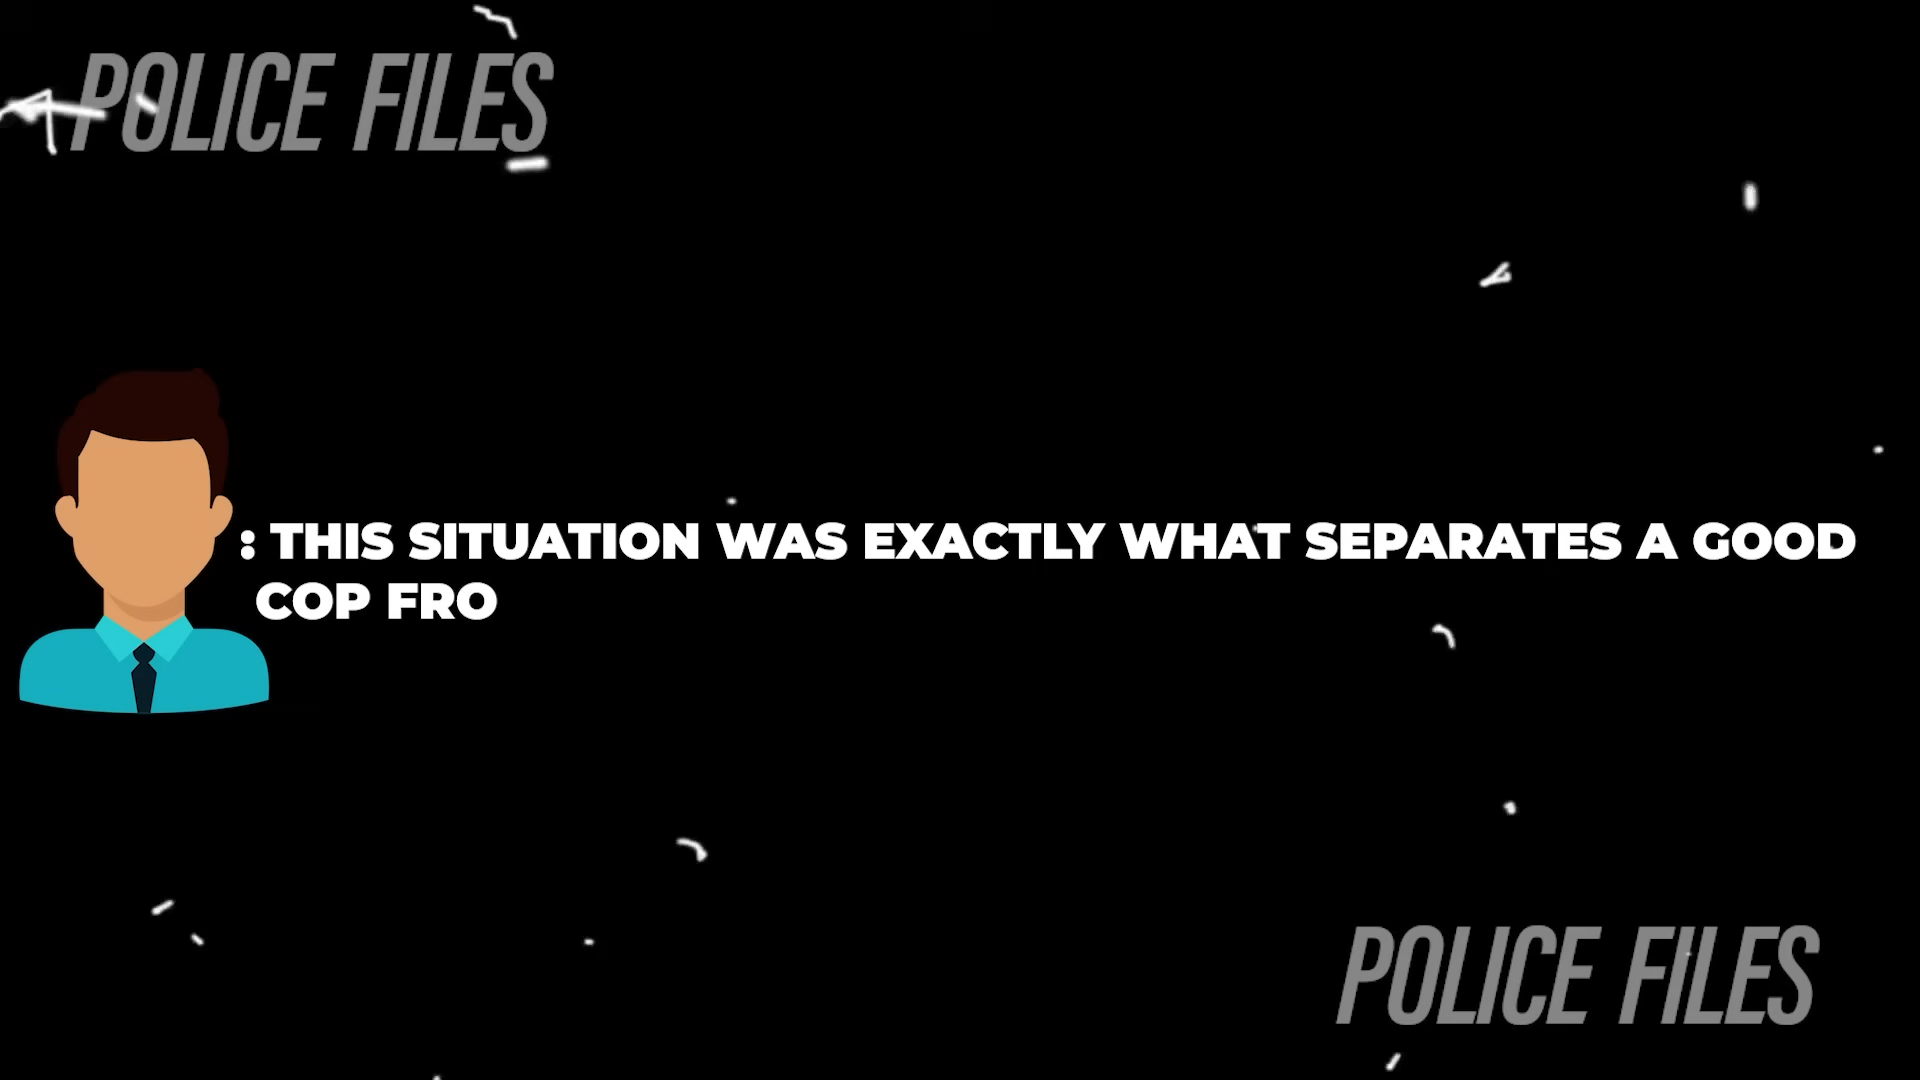 POLICE FILES
: THIS SITUATION WAS EXACTLY WHAT SEPARATES A GOOD
COP FRO
POLICE FILES